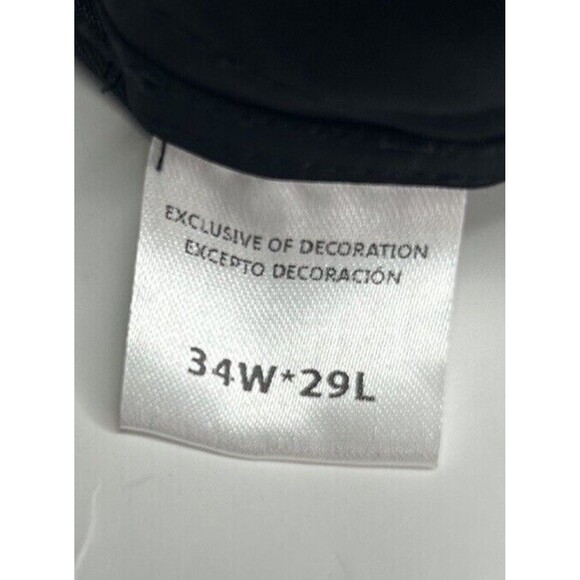 EXCLUSIVE OF DECORATION
EXCEPTO DECORACIÓN
34W*29L